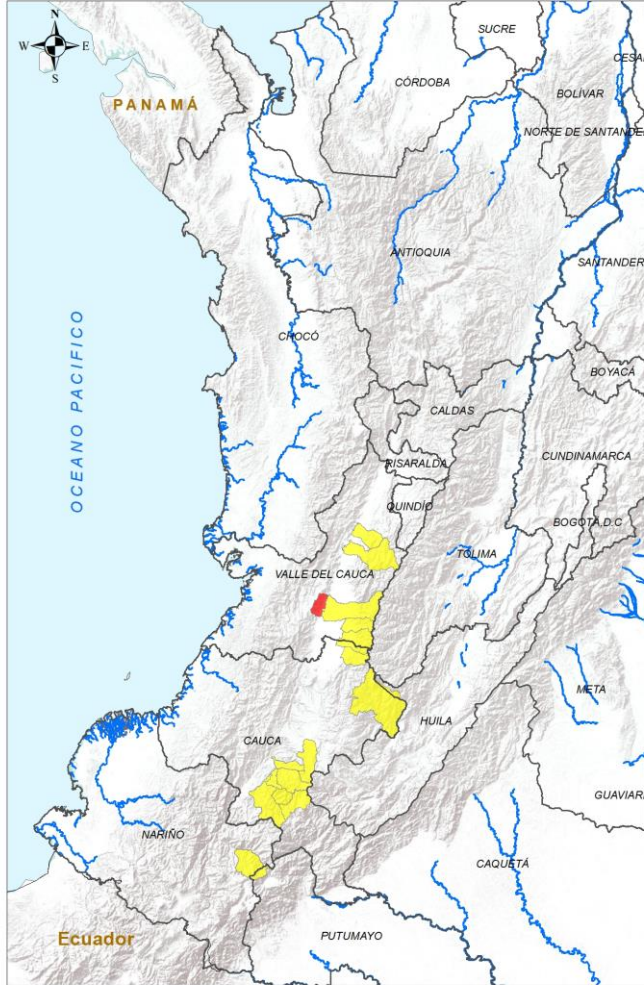 N
W E
S
SUCRE
CESAR
CÓRDOBA
BOLIVAR
PANAMÁ
NORTE DE SANTANDER
ANTIOQUIA
SANTANDER
CHOCÓ
BOYACÁ
CALDAS
OCEANO PACIFICO
CUNDINAMARCA
RISARALDA
QUINDÍO
BOGOTÁ D.C
TOLIMA
VALLE DEL CAUCA
META
HUILA
CAUCA
GUAVIAR
NARIÑO
CAQUETÁ
PUTUMAYO
Ecuador